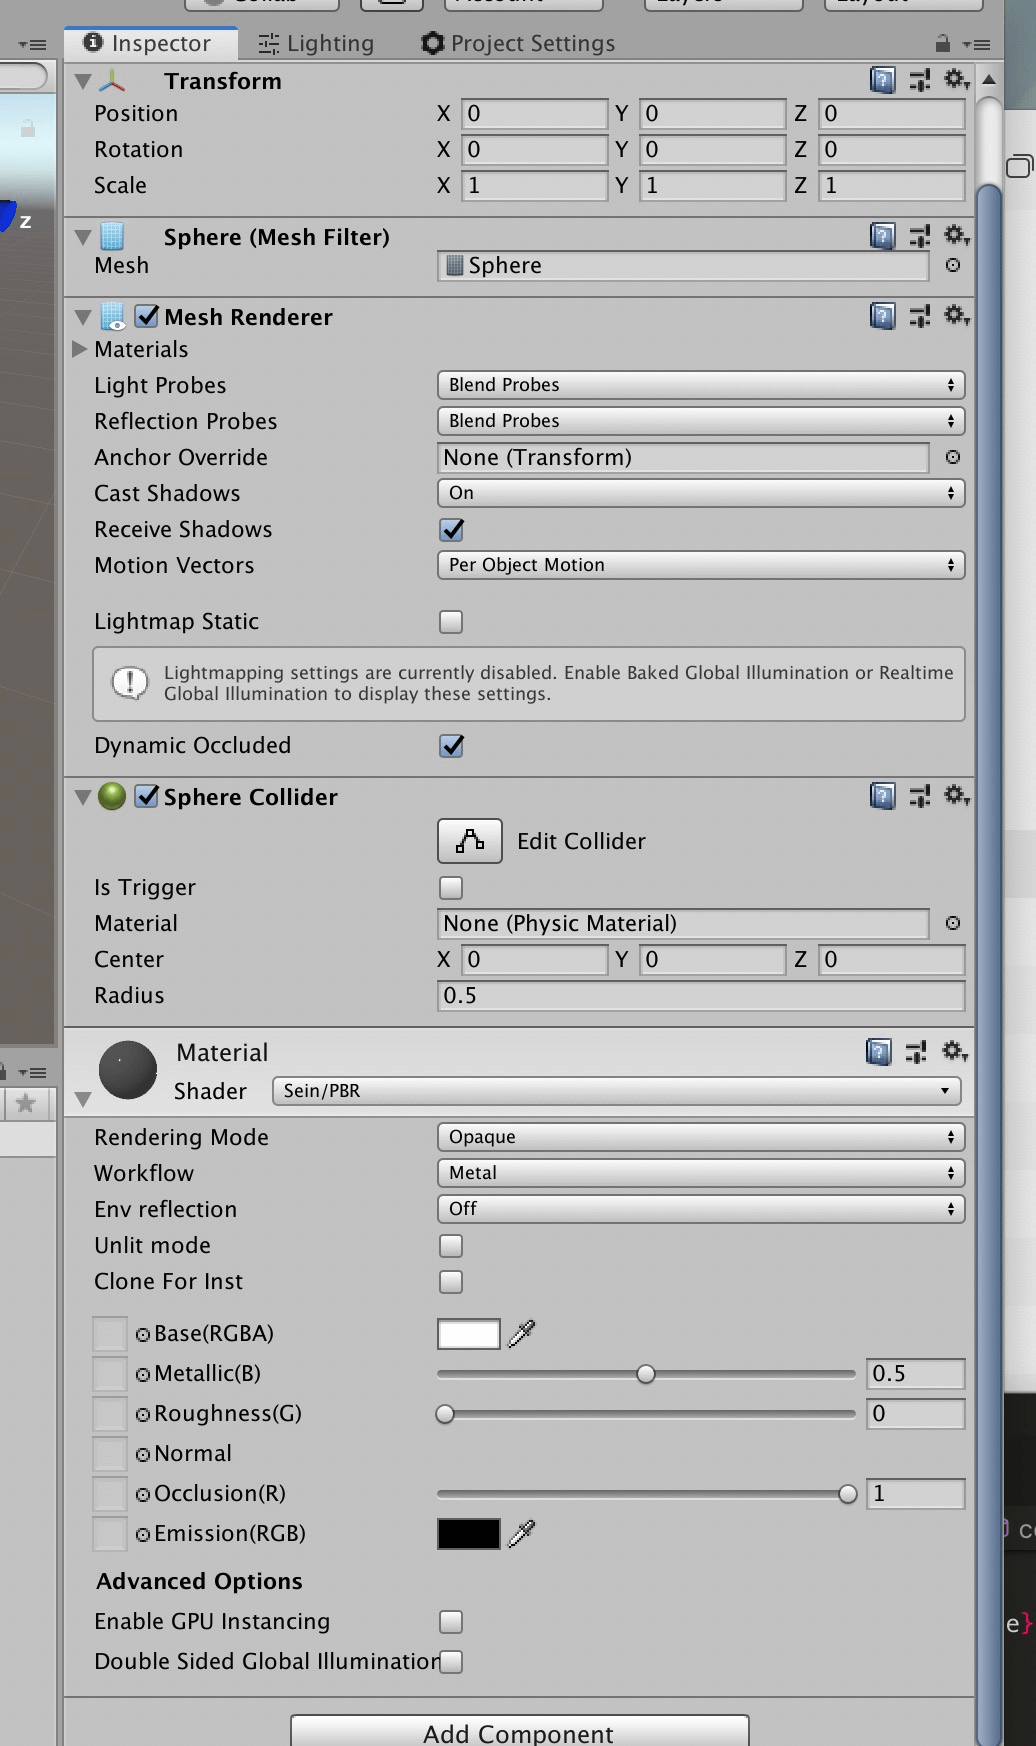 Collab
Account
Layers
Layout
Inspector Lighting Project Settings
Transform
Position X 0 Y 0 Z 0
Rotation X 0 Y 0 Z 0
Scale X 1 Y 1 Z 1
z
Sphere (Mesh Filter)
Mesh Sphere
Mesh Renderer
Materials
Light Probes Blend Probes
Reflection Probes Blend Probes
Anchor Override None (Transform)
Cast Shadows On
Receive Shadows
Motion Vectors Per Object Motion
Lightmap Static
Lightmapping settings are currently disabled. Enable Baked Global Illumination or Realtime
Global Illumination to display these settings.
Dynamic Occluded
Sphere Collider
Edit Collider
Is Trigger
Material None (Physic Material)
Center X 0 Y 0 Z 0
Radius 0.5
Material
Shader Sein/PBR
Rendering Mode Opaque
Workflow Metal
Env reflection Off
Unlit mode
Clone For Inst
Base(RGBA)
Metallic(B) 0.5
Roughness(G) 0
Normal
Occlusion(R) 1
Emission(RGB)
Advanced Options
Enable GPU Instancing
Double Sided Global Illumination
Add Component
e}